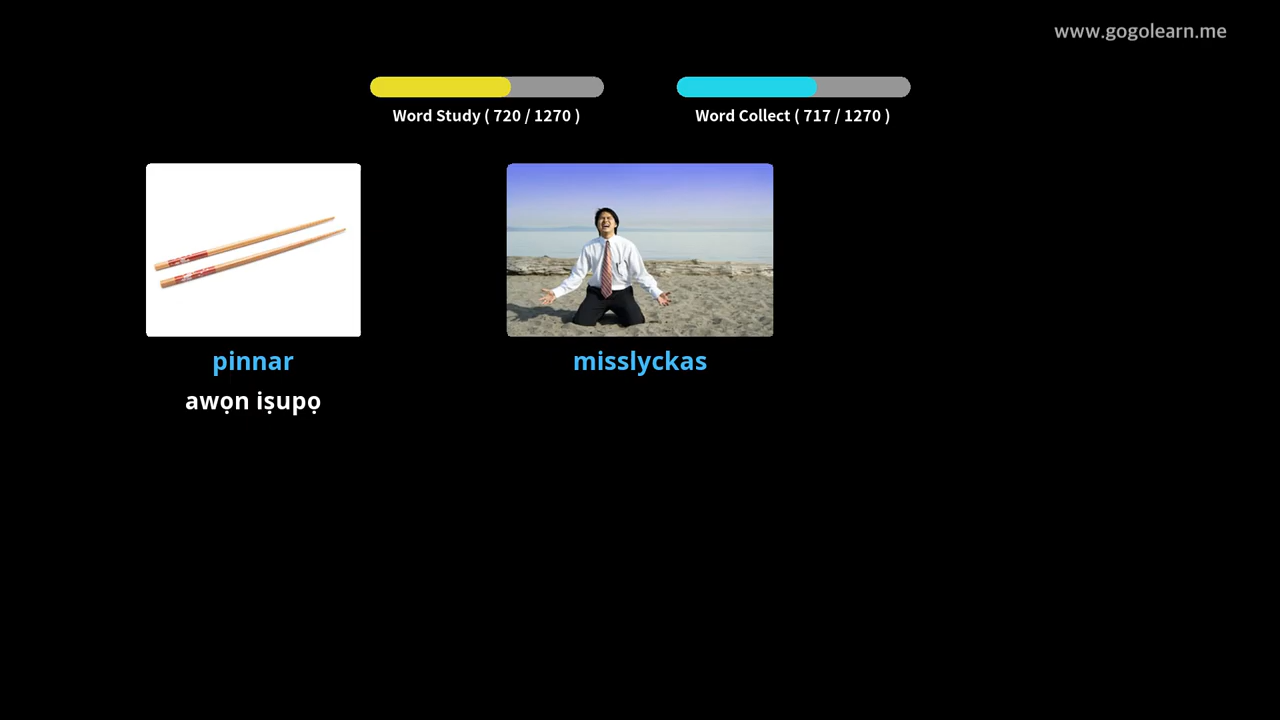 www.gogolearn.me
Word Study ( 720 / 1270 )
Word Collect ( 717 / 1270 )
pinnar
misslyckas
awọn iṣupọ